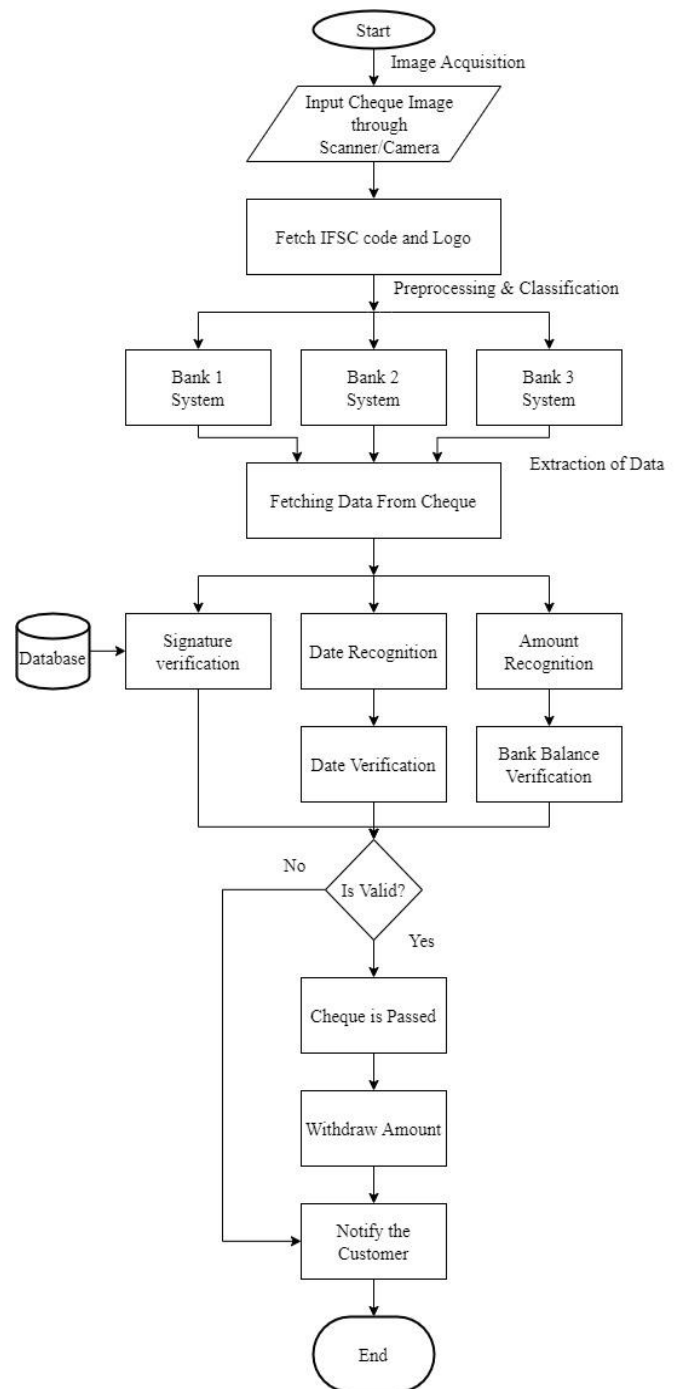 Start
Image Acquisition
Input Cheque Image
through
Scanner/Camera
Fetch IFSC code and Logo
Preprocessing & Classification
Bank 1
System
Bank 2
System
Bank 3
System
Extraction of Data
Fetching Data From Cheque
Database
Signature
verification
Date Recognition
Amount
Recognition
Date Verification
Bank Balance
Verification
No
Is Valid?
Yes
Cheque is Passed
Withdraw Amount
Notify the
Customer
End